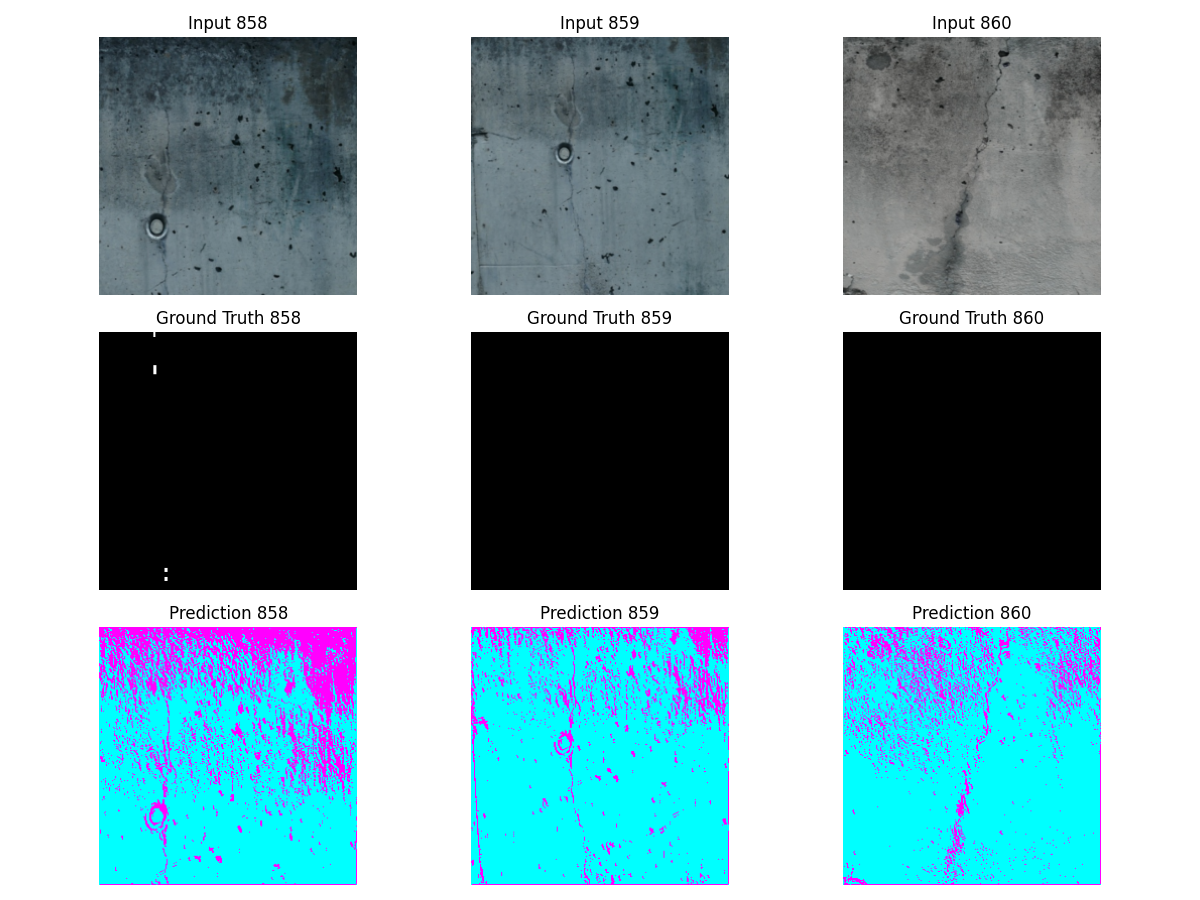 Input 858
Input 859
Input 860
Ground Truth 858
Ground Truth 859
Ground Truth 860
Prediction 858
Prediction 859
Prediction 860